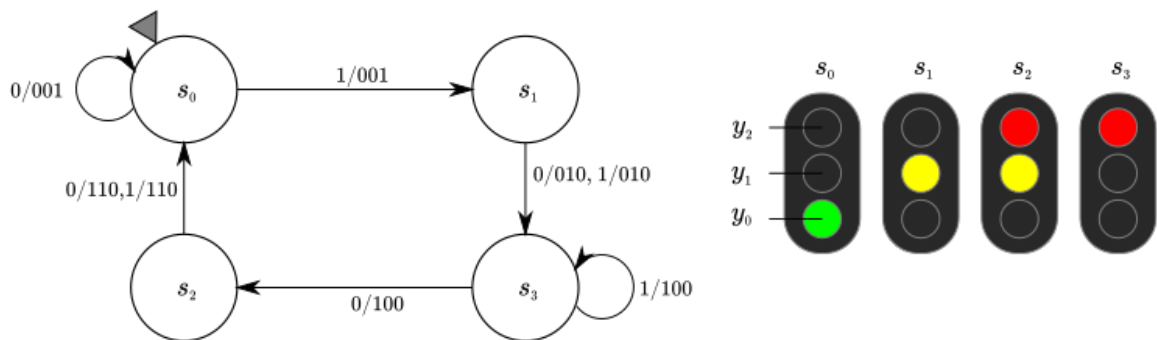 0/001
s₀
1/001
s₁
0/110,1/110
0/010, 1/010
s₂
0/100
s₃
1/100
s₀ s₁ s₂ s₃
y₂
y₁
y₀